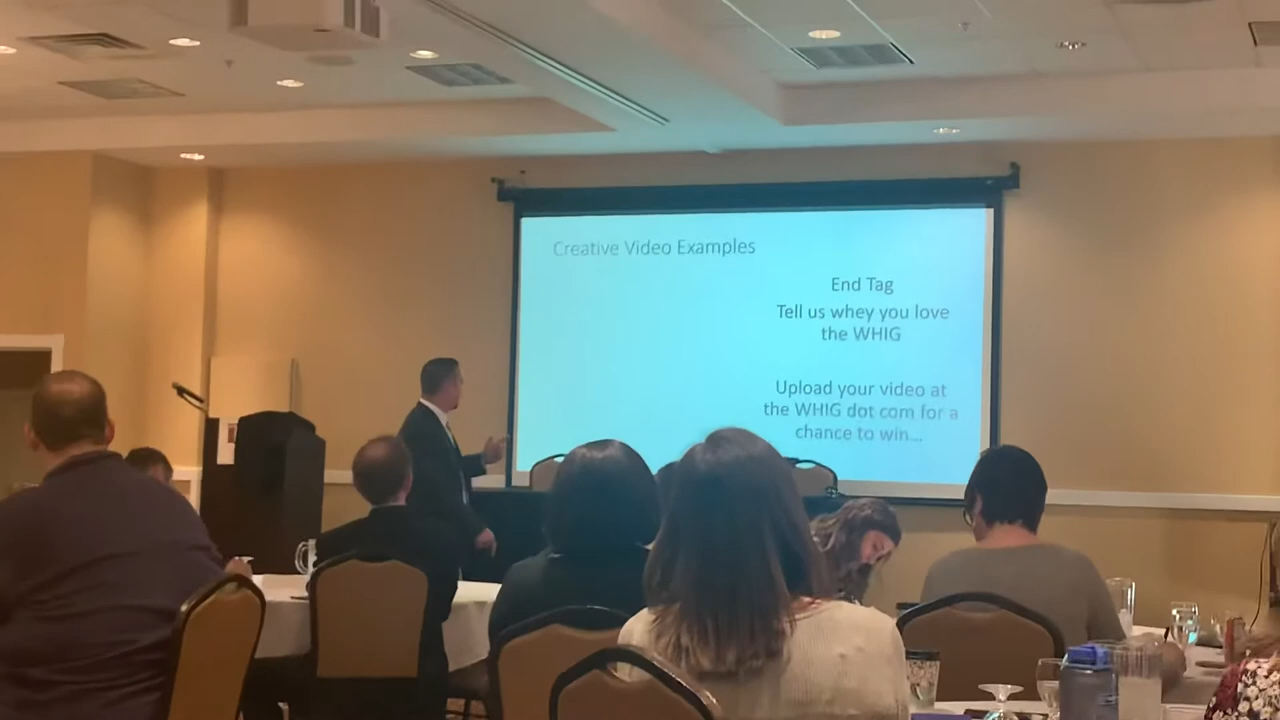 Creative Video Examples
End Tag
Tell us whey you love
the WHIG
Upload your video at
the WHIG dot com for a
chance to win...